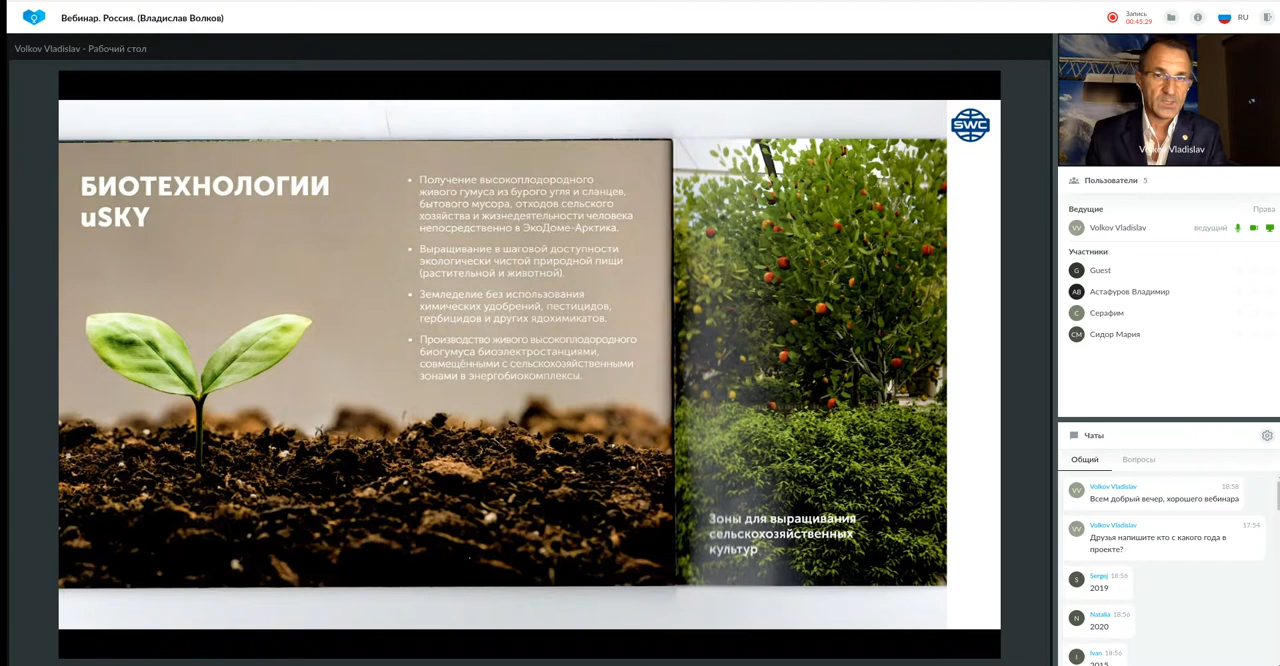 Вебинар. Россия. (Владислав Волков)
Запись
00:45:29
RU
Volkov Vladislav - Рабочий стол
SWC
БИОТЕХНОЛОГИИ
uSKY
• Получение высокоплодородного
живого гумуса из бурого угля и сланцев,
бытового мусора, отходов сельского
хозяйства и жизнедеятельности человека
непосредственно в ЭкоДоме-Арктика.
• Выращивание в шаговой доступности
экологически чистой природной пищи
(растительной и животной).
• Земледелие без использования
химических удобрений, пестицидов,
гербицидов и других ядохимикатов.
• Производство живого высокоплодородного
биогумуса биоэлектростанциями,
совмещёнными с сельскохозяйственными
зонами в энергобиокомплексы.
Зоны для выращивания
сельскохозяйственных
культур
Volkov Vladislav
Пользователи 5
Ведущие Права
VV Volkov Vladislav ведущий
Участники
G Guest
АВ Астафуров Владимир
С Серафим
СМ Сидор Мария
Чаты
Общий Вопросы
VV Volkov Vladislav 18:58
Всем добрый вечер, хорошего вебинара
VV Volkov Vladislav 17:54
Друзья напишите кто с какого года в
проекте?
S Sergej 18:56
2019
N Natalia 18:56
2020
I Ivan 18:56
2015